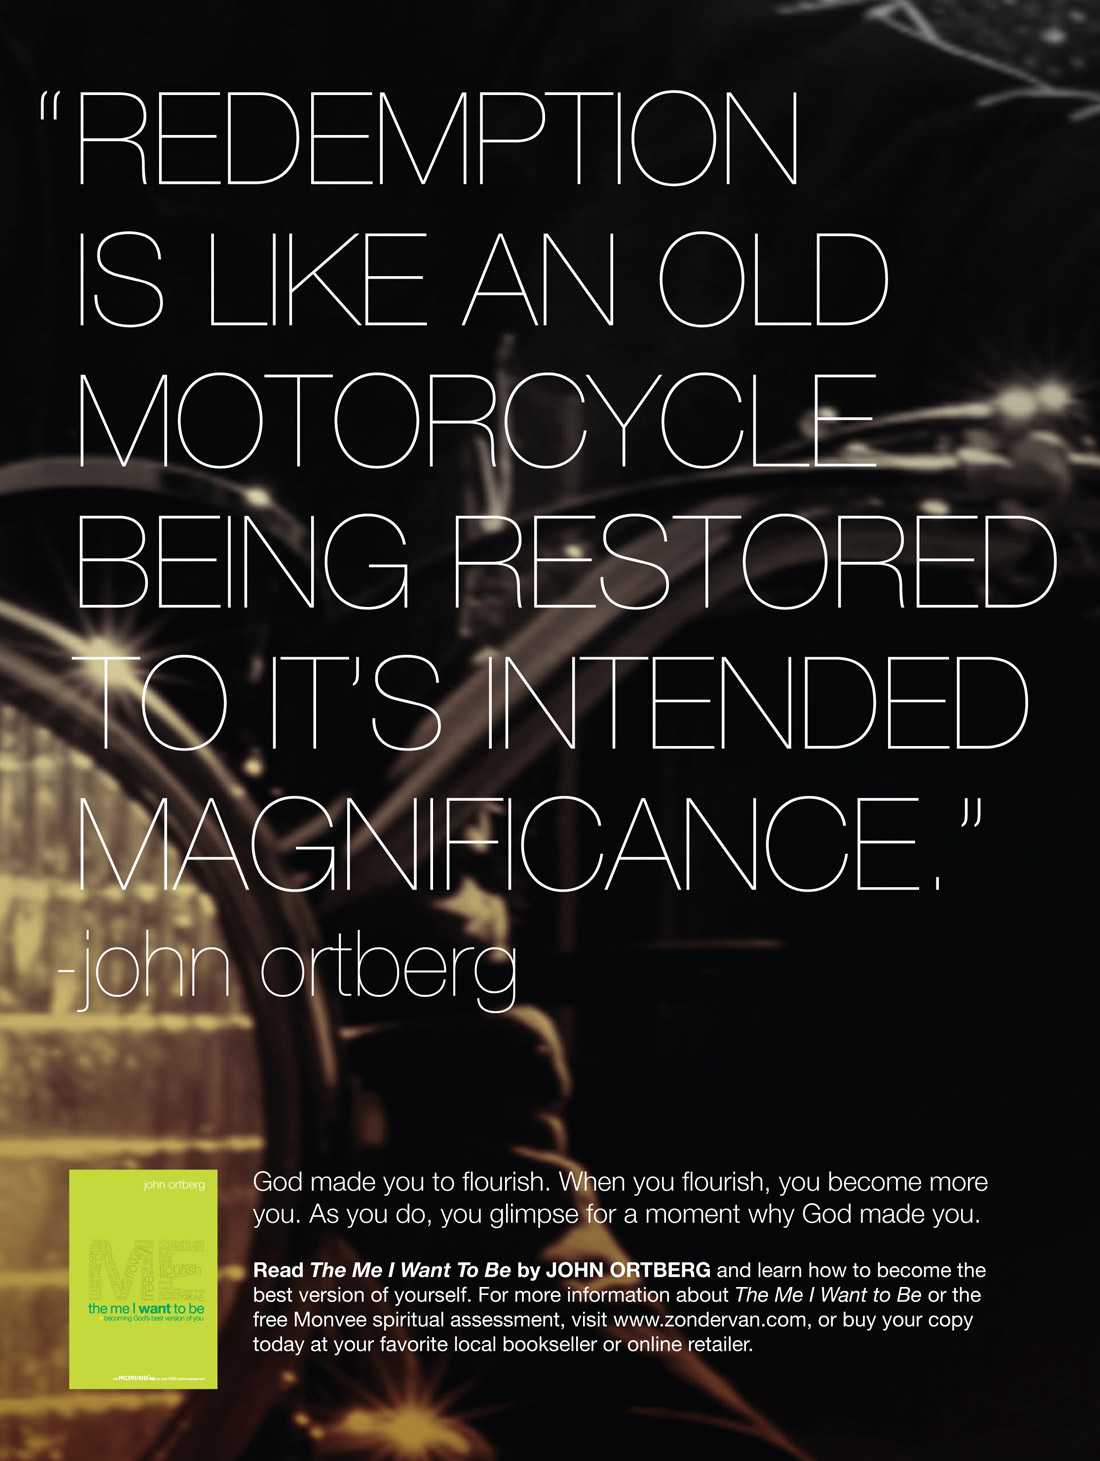 “REDEMPTION
IS LIKE AN OLD
MOTORCYCLE
BEING RESTORED
TO IT’S INTENDED
MAGNIFICANCE.”
-john ortberg
john ortberg
ME
flourish
the me I want to be
becoming God's best version of you
God made you to flourish. When you flourish, you become more
you. As you do, you glimpse for a moment why God made you.
Read The Me I Want To Be by JOHN ORTBERG and learn how to become the
best version of yourself. For more information about The Me I Want to Be or the
free Monvee spiritual assessment, visit www.zondervan.com, or buy your copy
today at your favorite local bookseller or online retailer.